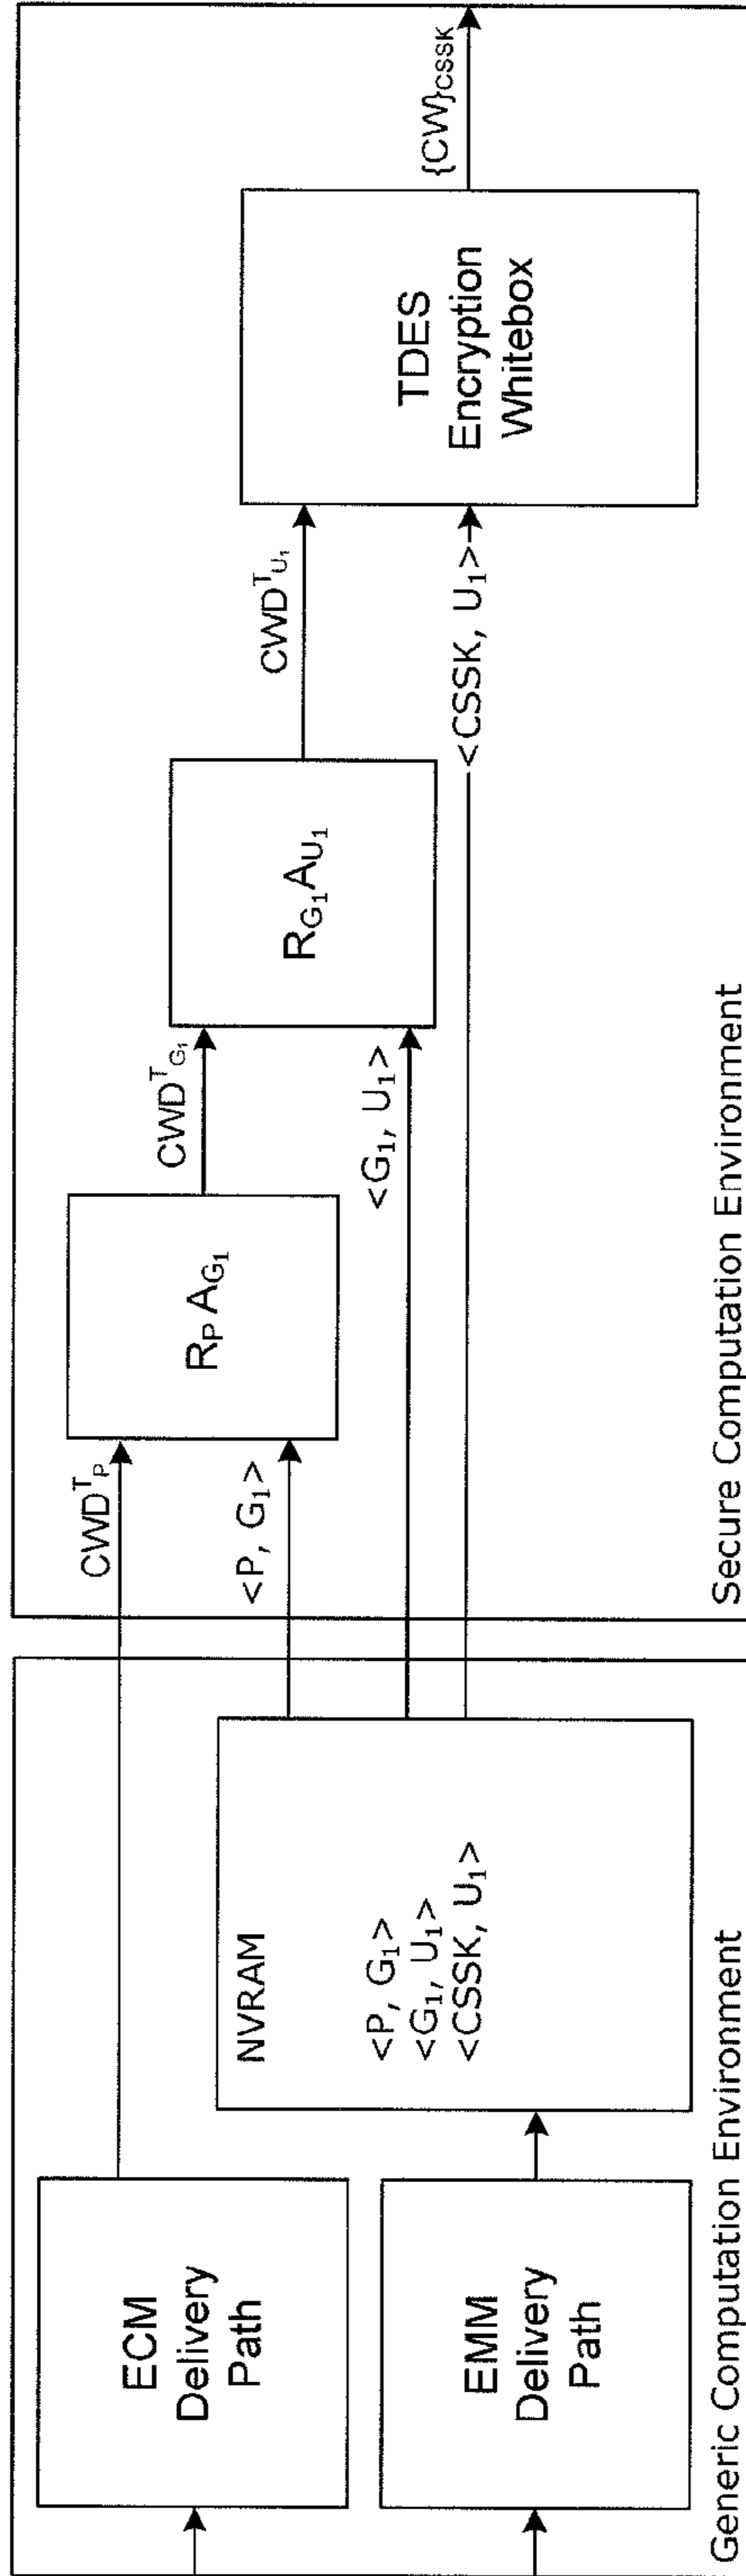 ECM
Delivery
Path
EMM
Delivery
Path
NVRAM
<P, G₁>
<G₁, U₁>
<CSSK, U₁>
Generic Computation Environment
CWDᵀP
<P, G₁>
RP AG₁
CWDᵀG₁
<G₁, U₁>
RG₁AU₁
CWDᵀU₁
<CSSK, U₁>
TDES
Encryption
Whitebox
{CW}CSSK
Secure Computation Environment